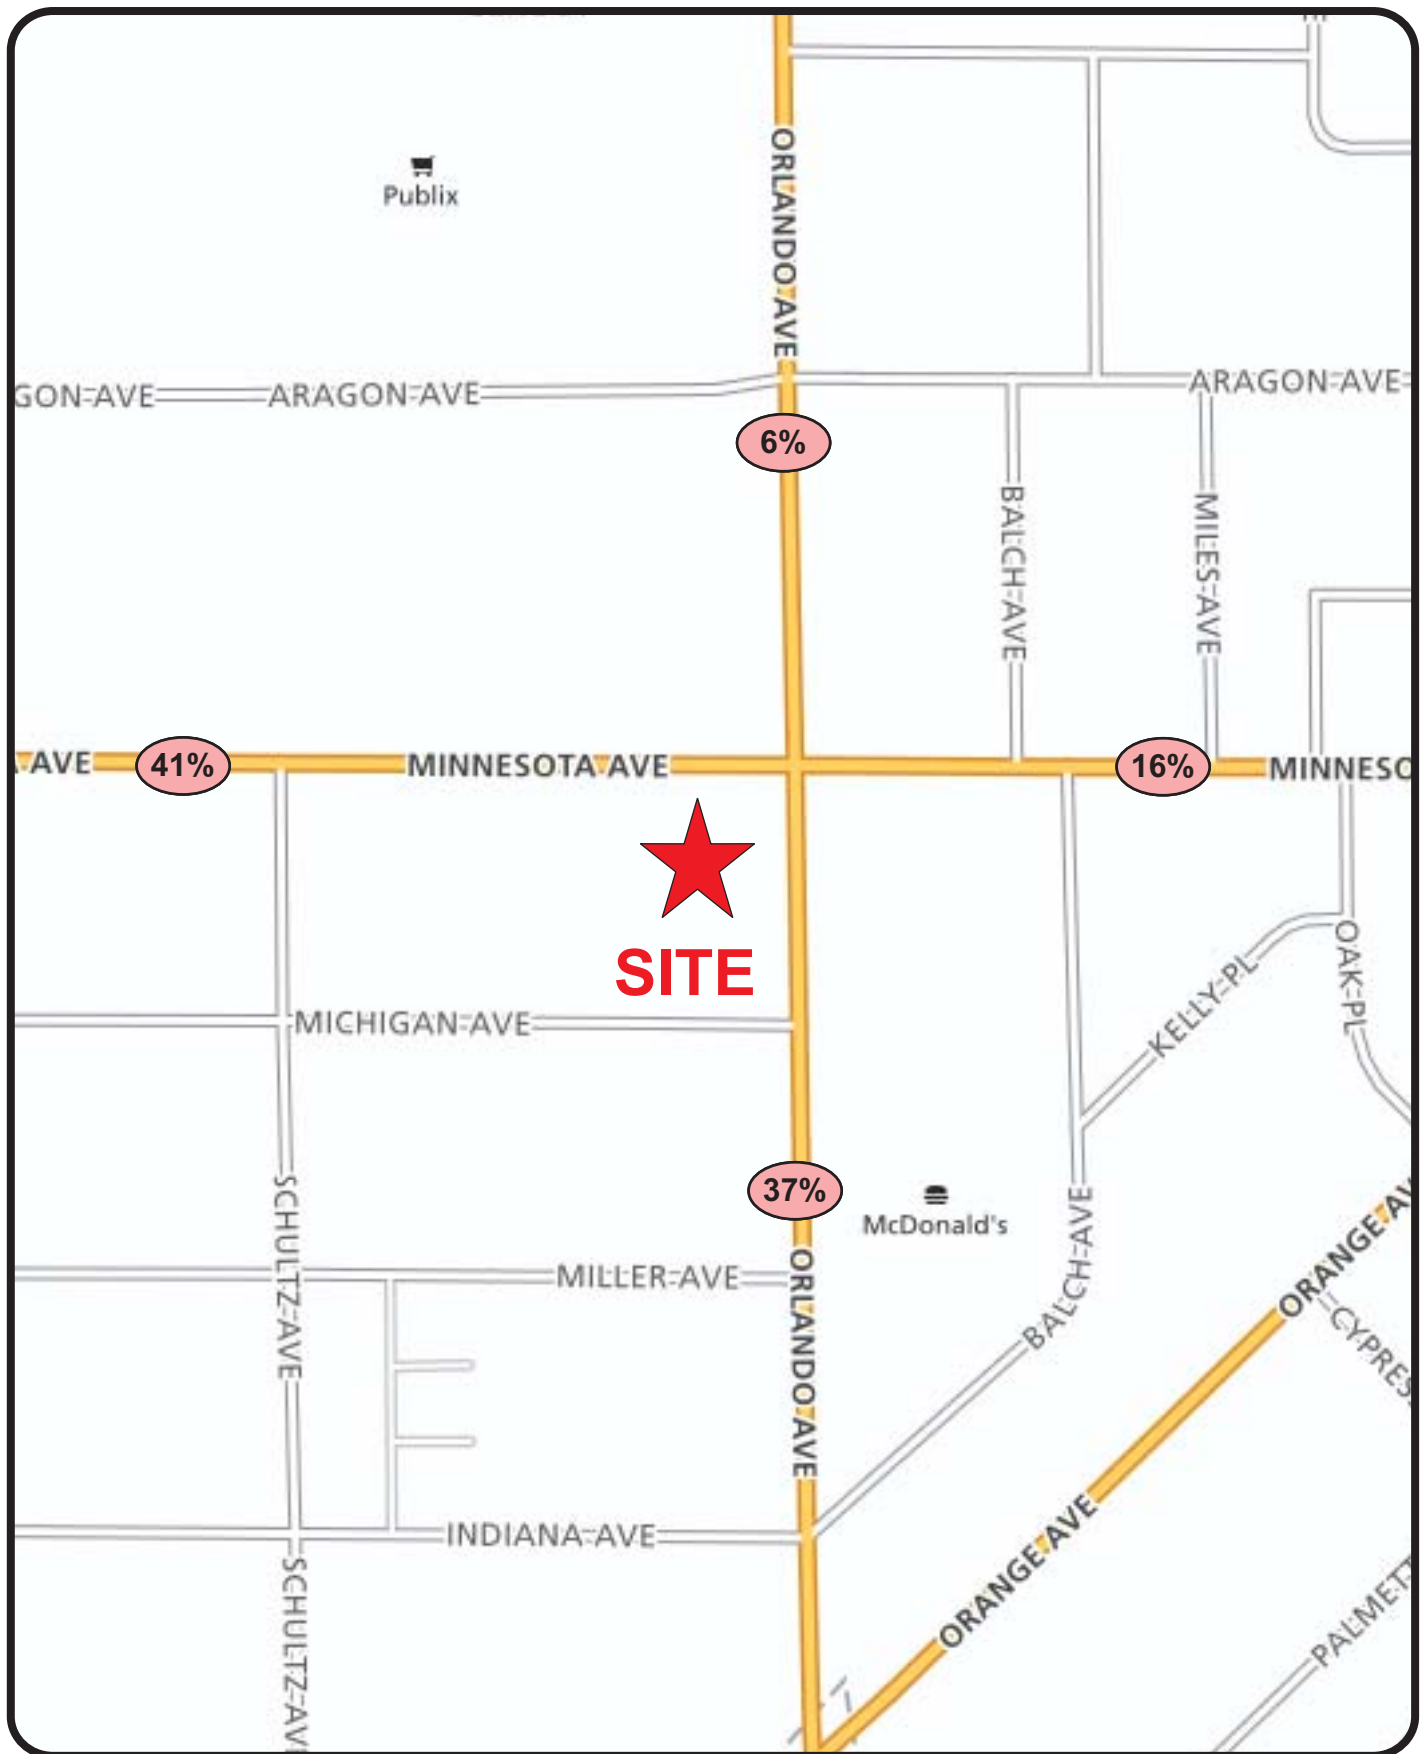 ORLANDO AVE
Publix
GON AVE
ARAGON AVE
ARAGON AVE
6%
BALCH AVE
MILES AVE
AVE
41%
MINNESOTA AVE
16%
MINNESO
SITE
OAK PL
KELLY PL
MICHIGAN AVE
SCHULTZ AVE
37%
McDonald's
BALCH AVE
ORANGE AV
MILLER AVE
ORLANDO AVE
CYPRES
INDIANA AVE
ORANGE AVE
SCHULTZ AV
PALMET